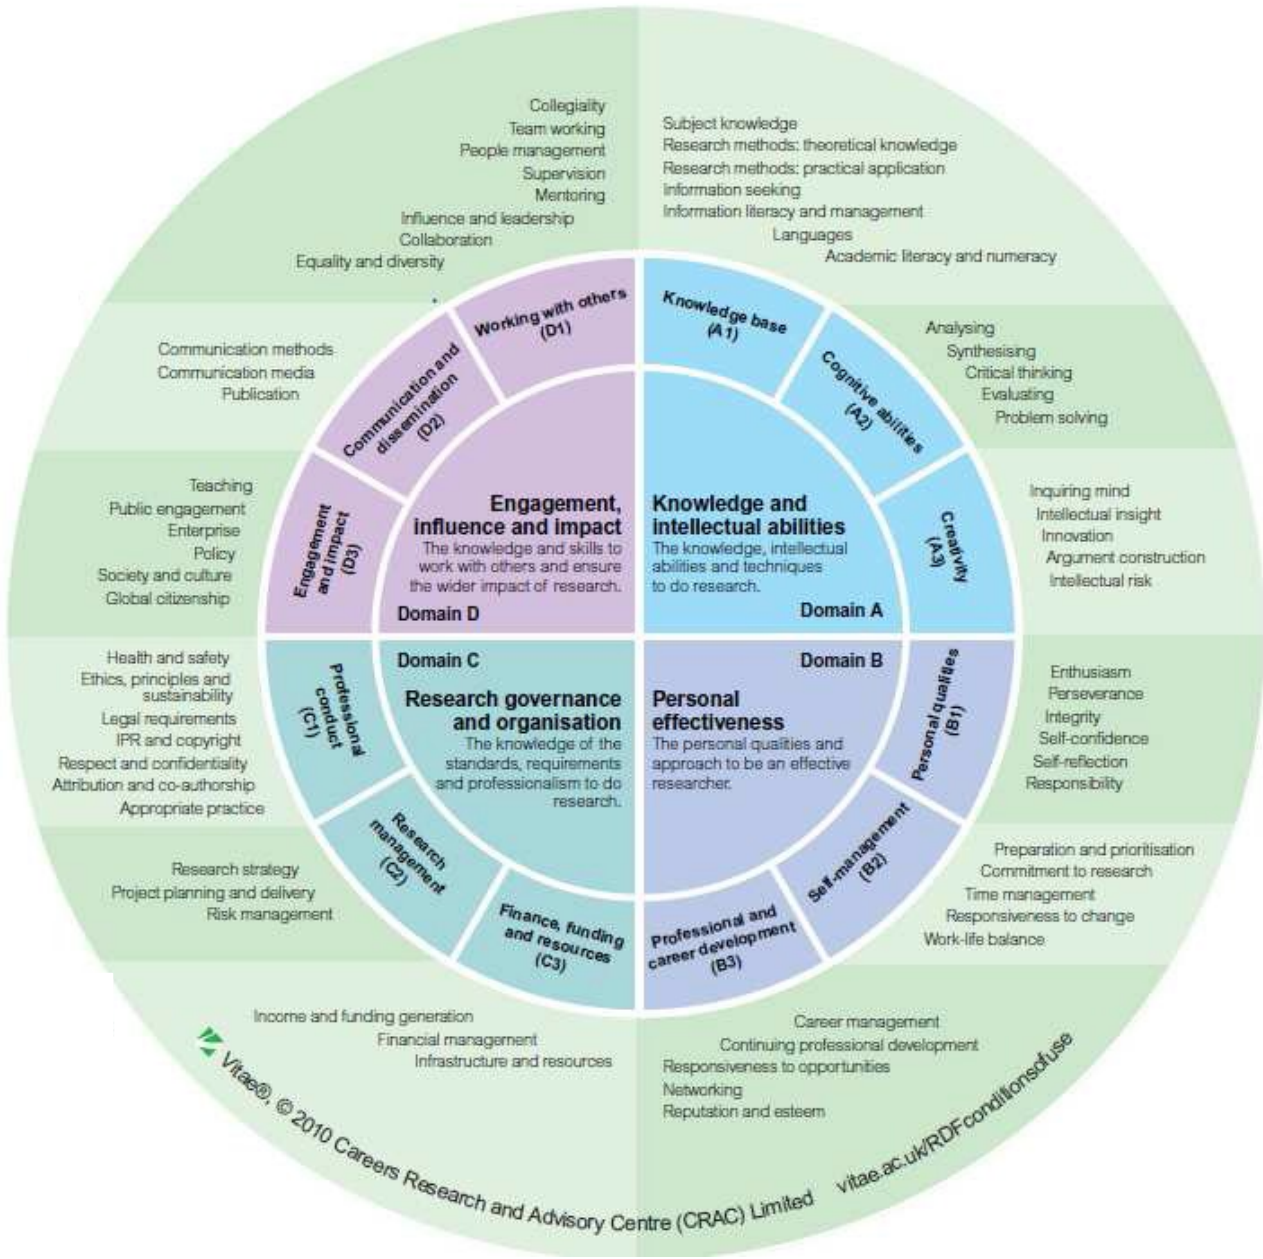 Collegiality
Team working
People management
Supervision
Mentoring
Influence and leadership
Collaboration
Equality and diversity
Subject knowledge
Research methods: theoretical knowledge
Research methods: practical application
Information seeking
Information literacy and management
Languages
Academic literacy and numeracy
Working with others
(D1)
Knowledge base
(A1)
Communication methods
Communication media
Publication
Communication and
dissemination
(D2)
Cognitive abilities
(A2)
Analysing
Synthesising
Critical thinking
Evaluating
Problem solving
Teaching
Public engagement
Enterprise
Policy
Society and culture
Global citizenship
Engagement
and impact
(D3)
Engagement,
influence and impact
The knowledge and skills to
work with others and ensure
the wider impact of research.
Domain D
Knowledge and
intellectual abilities
The knowledge, intellectual
abilities and techniques
to do research.
Domain A
Creativity
(A3)
Inquiring mind
Intellectual insight
Innovation
Argument construction
Intellectual risk
Health and safety
Ethics, principles and
sustainability
Legal requirements
IPR and copyright
Respect and confidentiality
Attribution and co-authorship
Appropriate practice
Professional
conduct
(C1)
Domain C
Research governance
and organisation
The knowledge of the
standards, requirements
and professionalism to do
research.
Domain B
Personal
effectiveness
The personal qualities and
approach to be an effective
researcher.
Personal qualities
(B1)
Enthusiasm
Perseverance
Integrity
Self-confidence
Self-reflection
Responsibility
Research strategy
Project planning and delivery
Risk management
Research
management
(C2)
Self-management
(B2)
Preparation and prioritisation
Commitment to research
Time management
Responsiveness to change
Work-life balance
Finance, funding
and resources
(C3)
Professional and
career development
(B3)
Income and funding generation
Financial management
Infrastructure and resources
Career management
Continuing professional development
Responsiveness to opportunities
Networking
Reputation and esteem
Vitae®, © 2010 Careers Research and Advisory Centre (CRAC) Limited vitae.ac.uk/RDFconditionsofuse